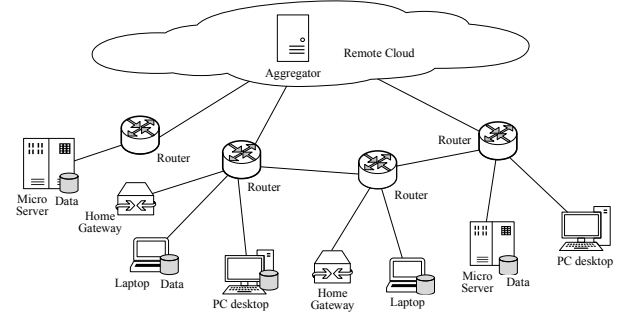 Remote Cloud
Aggregator
Router
Router
Router
Router
Micro
Server
Data
Home
Gateway
Laptop
Data
PC desktop
Home
Gateway
Laptop
Micro
Server
Data
PC desktop